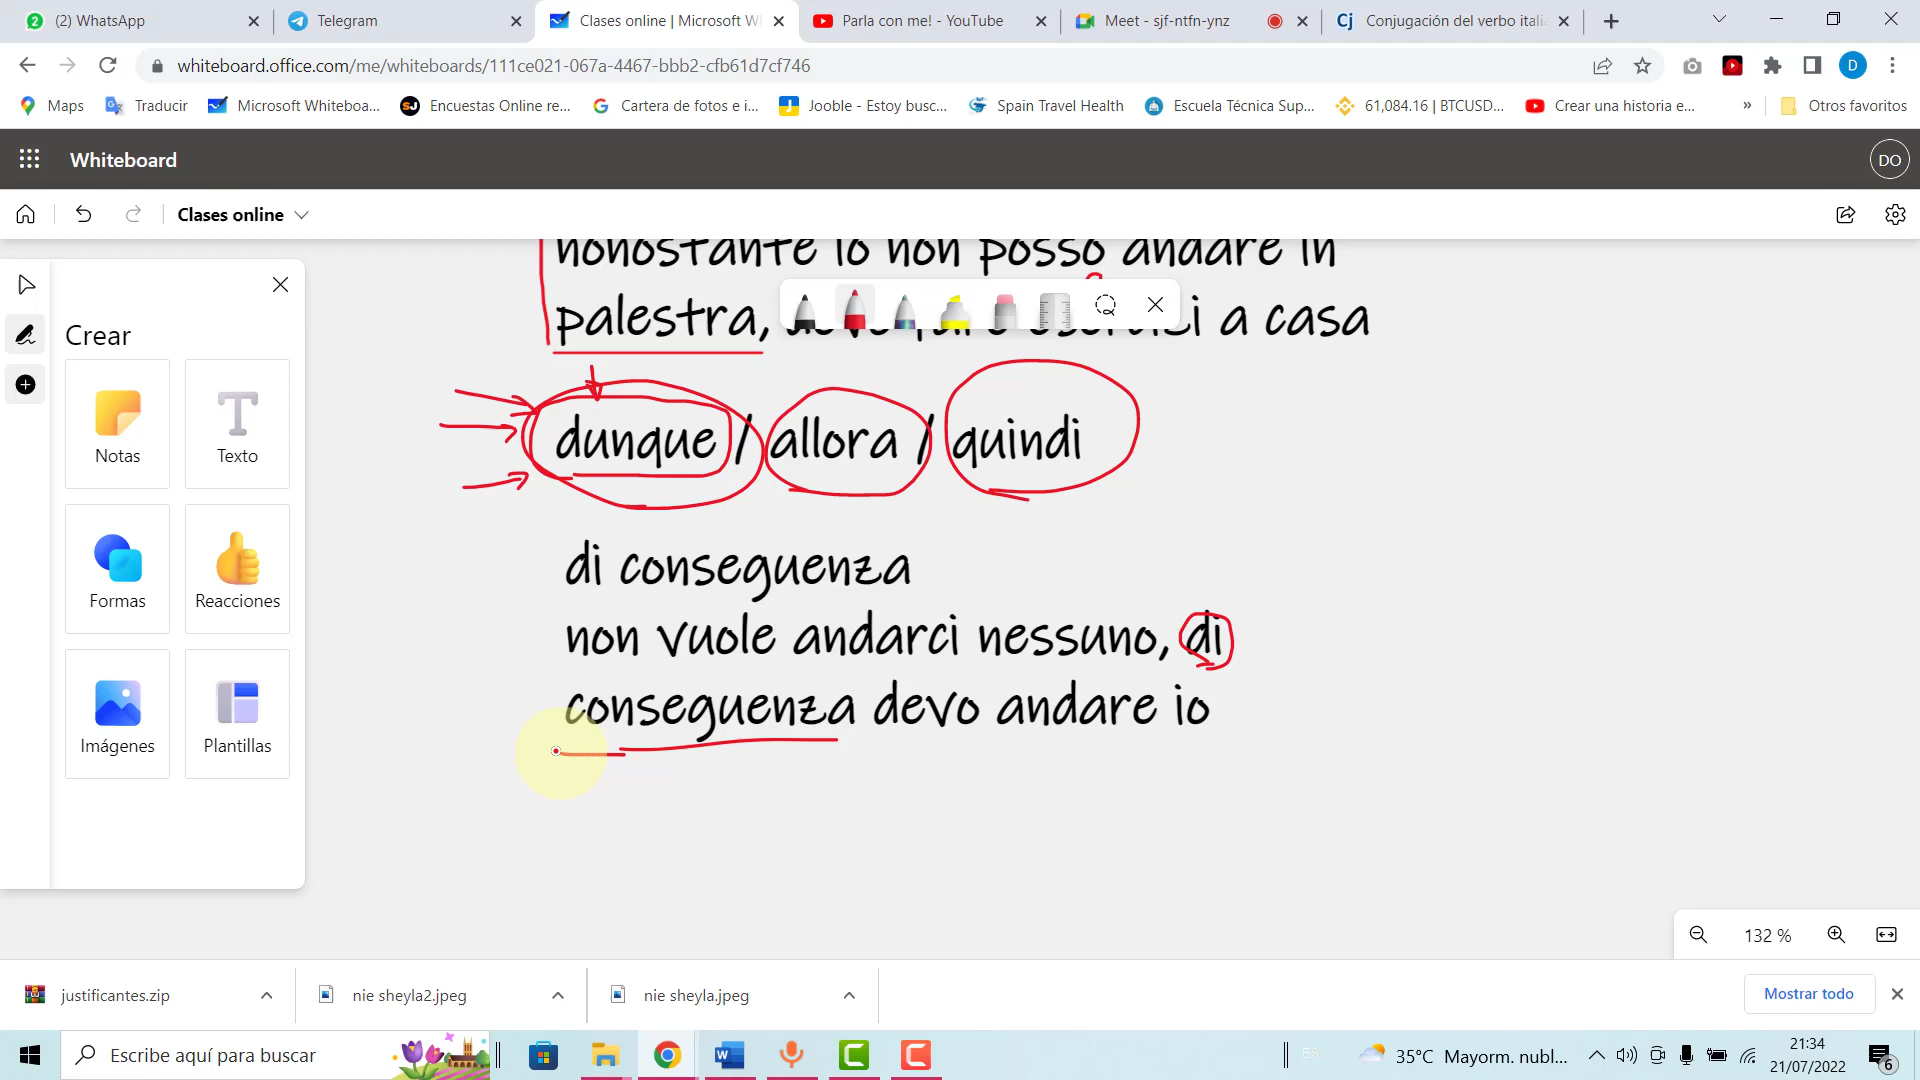 (2) WhatsApp
Telegram
Clases online | Microsoft W
Parla con me! - YouTube
Meet - sjf-ntfn-ynz
Cj
Conjugación del verbo itali
whiteboard.office.com/me/whiteboards/111ce021-067a-4467-bbb2-cfb61d7cf746
D
Maps
Traducir
Microsoft Whiteboa...
SJ
Encuestas Online re...
Cartera de fotos e i...
Jooble - Estoy busc...
Spain Travel Health
Escuela Técnica Sup...
61,084.16 | BTCUSD...
Crear una historia e...
»
Otros favoritos
Whiteboard
DO
Clases online
Crear
Notas
Texto
Formas
Reacciones
Imágenes
Plantillas
nonostante io non posso andare in
palestra, a casa
dunque / allora / quindi
di conseguenza
non vuole andarci nessuno, di
conseguenza devo andare io
132 %
justificantes.zip
nie sheyla2.jpeg
nie sheyla.jpeg
Mostrar todo
Escribe aquí para buscar
35°C Mayorm. nubl...
21:34
21/07/2022
6